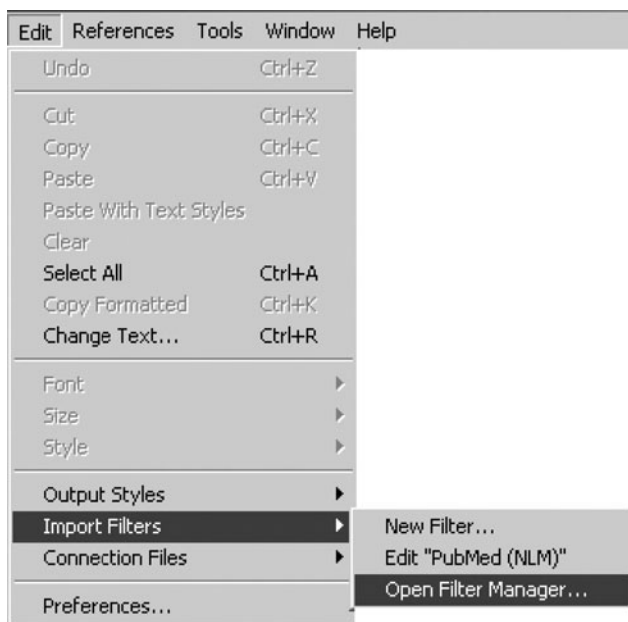 Edit References Tools Window Help
Undo Ctrl+Z
Cut Ctrl+X
Copy Ctrl+C
Paste Ctrl+V
Paste With Text Styles
Clear
Select All Ctrl+A
Copy Formatted Ctrl+K
Change Text... Ctrl+R
Font
Size
Style
Output Styles
Import Filters
Connection Files
Preferences...
New Filter...
Edit "PubMed (NLM)"
Open Filter Manager...